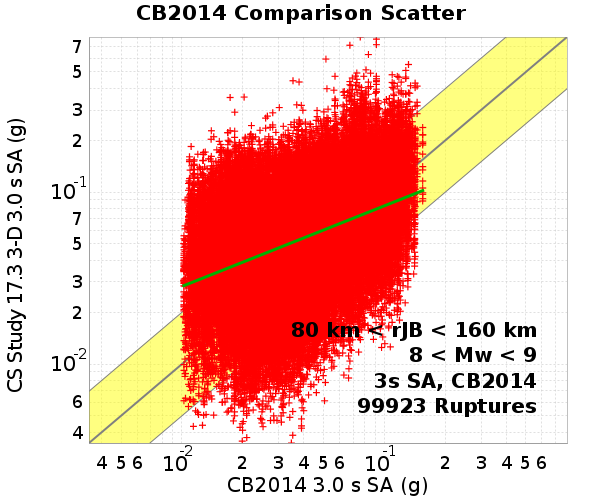 CB2014 Comparison Scatter
CS Study 17.3 3-D 3.0 s SA (g)
7
5
3
2
10-1
7
5
3
2
10-2
6
4
80 km < rJB < 160 km
8 < Mw < 9
3s SA, CB2014
99923 Ruptures
4 5 6 10-2 2 3 4 5 6 10-1 2 3 4 5 6
CB2014 3.0 s SA (g)